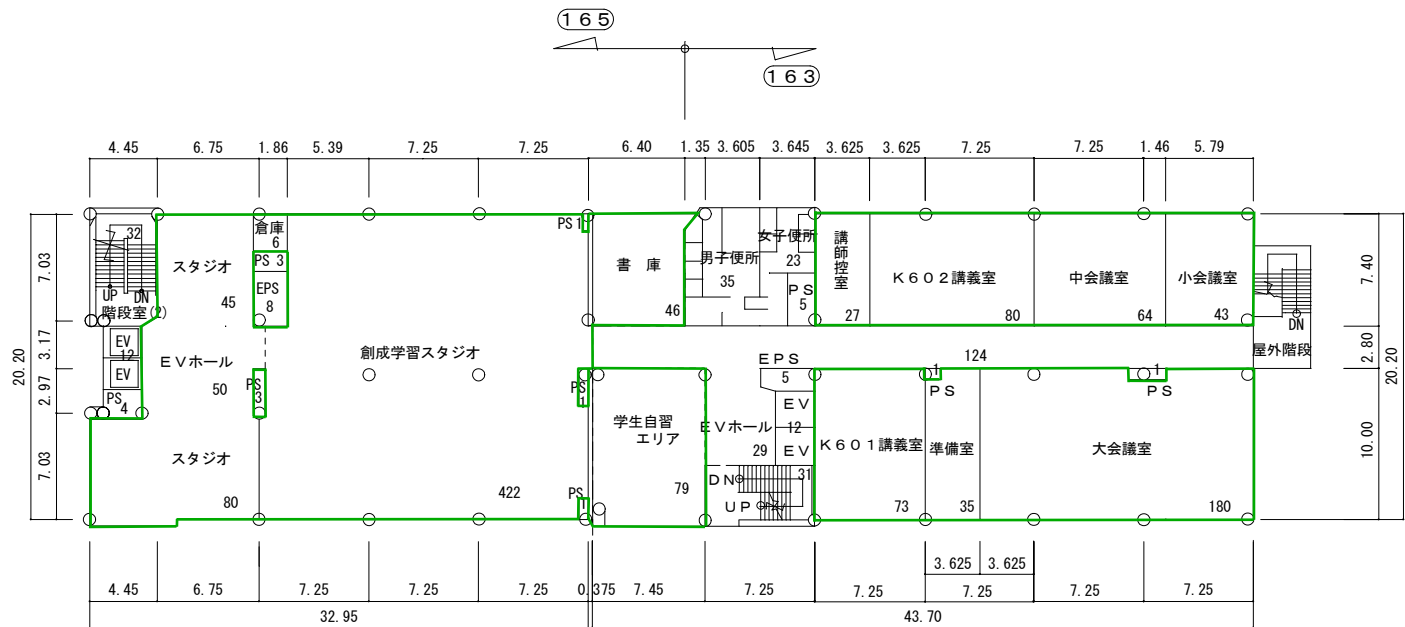 165
163
4.45 6.75 1.86 5.39 7.25 7.25 6.40 1.35 3.605 3.645 3.625 3.625 7.25 7.25 1.46 5.79
20.20
7.03
3.17
2.97
7.03
32
UP
DN
階段室(2)
スタジオ
45
倉庫
6
PS 3
EPS
8
PS 1
書 庫
46
男子便所
35
女子便所
23
PS
5
講師控室
27
K602講義室
80
中会議室
64
小会議室
43
DN
屋外階段
7.40
2.80
10.00
20.20
EV
12
EV
PS
4
EVホール
50
PS
3
創成学習スタジオ
422
PS
1
EPS
5
124
1
PS
1
PS
スタジオ
80
PS
1
学生自習
エリア
79
EVホール
29
EV
12
EV
31
DN
UP
K601講義室
73
準備室
35
大会議室
180
3.625 3.625
4.45 6.75 7.25 7.25 7.25 0.375 7.45 7.25 7.25 7.25 7.25 7.25
32.95 43.70